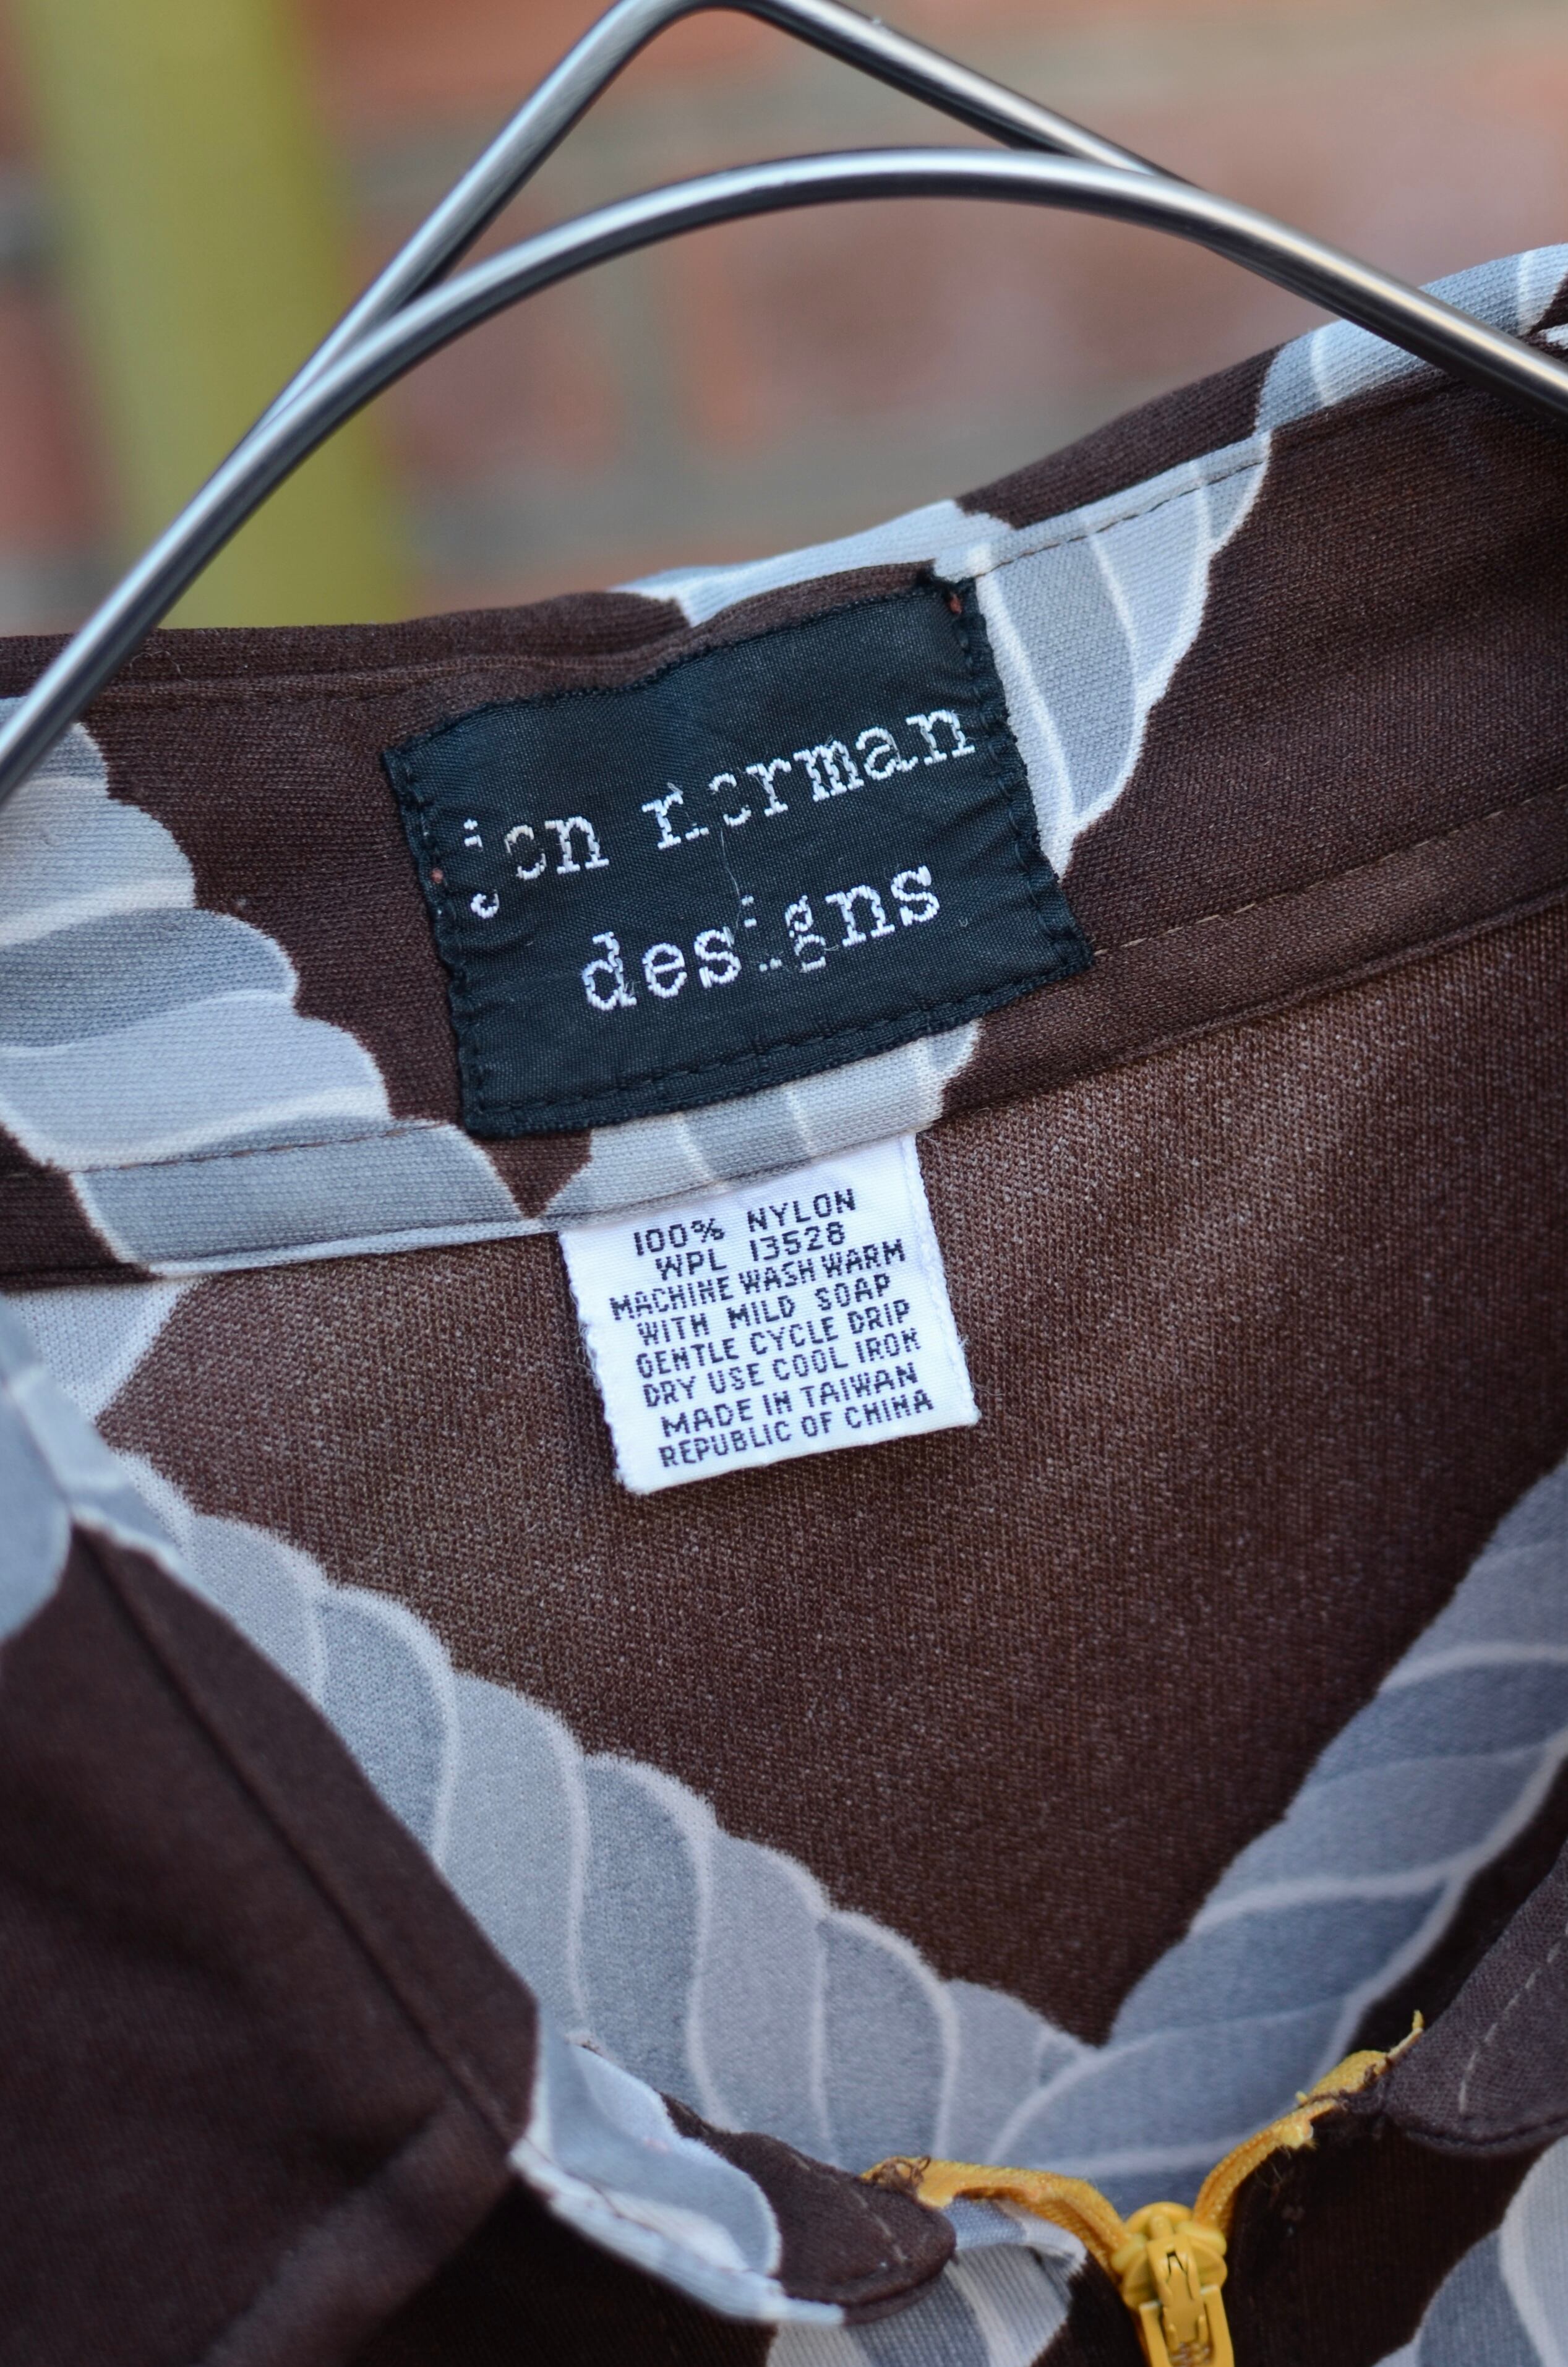 jon norman
designs
100% NYLON
WPL 13528
MACHINE WASH WARM
WITH MILD SOAP
GENTLE CYCLE DRIP
DRY USE COOL IRON
MADE IN TAIWAN
REPUBLIC OF CHINA